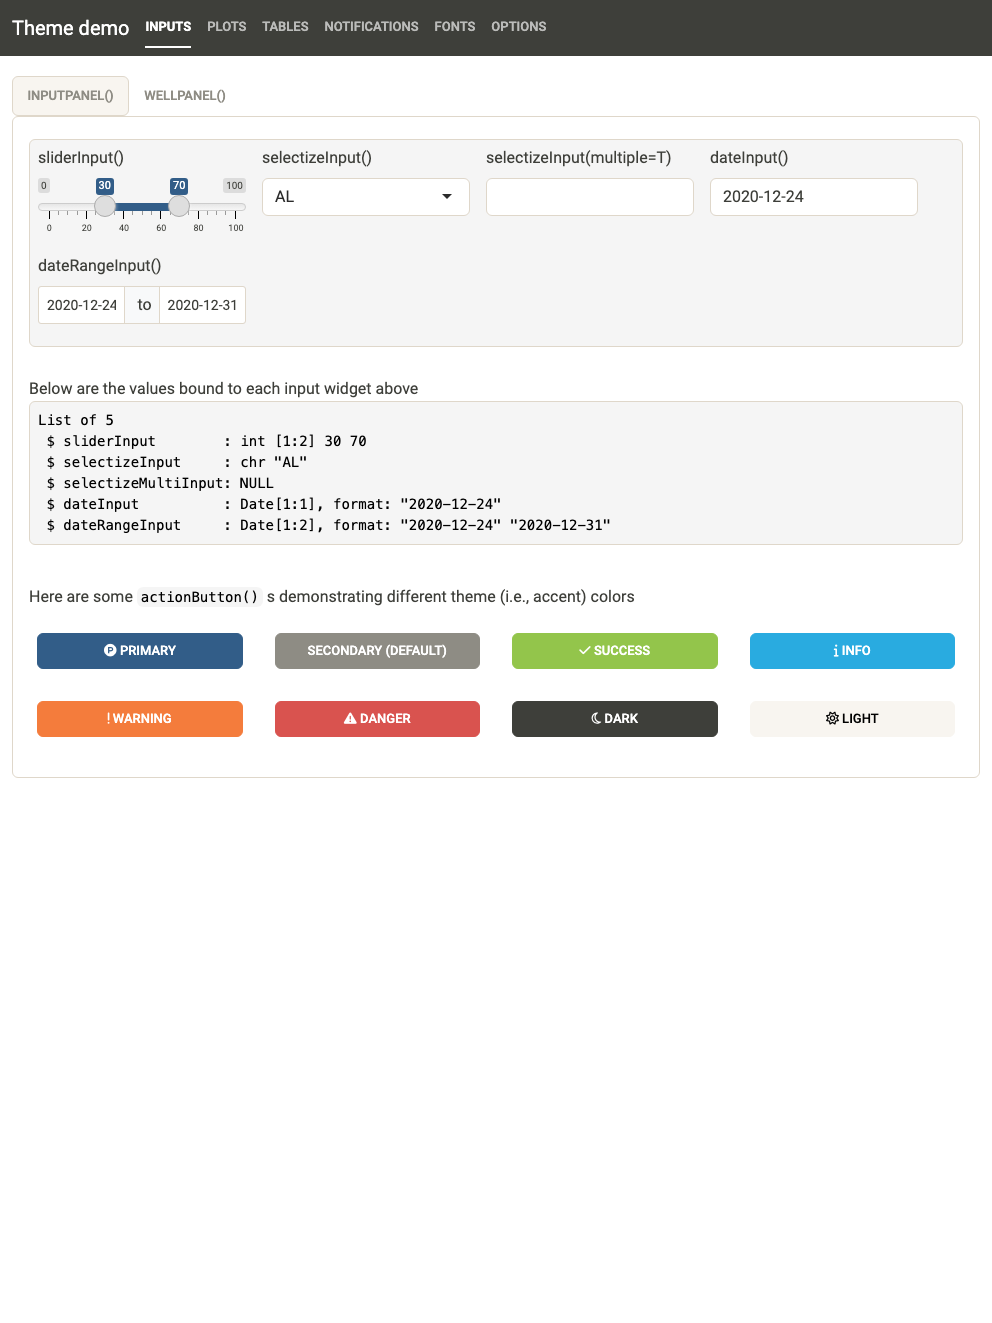 Theme demo INPUTS PLOTS TABLES NOTIFICATIONS FONTS OPTIONS
INPUTPANEL() WELLPANEL()
sliderInput() selectizeInput() selectizeInput(multiple=T) dateInput()
0 30 70 100
AL
2020-12-24
0 20 40 60 80 100
dateRangeInput()
2020-12-24 to 2020-12-31
Below are the values bound to each input widget above
List of 5
 $ sliderInput        : int [1:2] 30 70
 $ selectizeInput     : chr "AL"
 $ selectizeMultiInput: NULL
 $ dateInput          : Date[1:1], format: "2020-12-24"
 $ dateRangeInput     : Date[1:2], format: "2020-12-24" "2020-12-31"
Here are some actionButton() s demonstrating different theme (i.e., accent) colors
PRIMARY SECONDARY (DEFAULT) SUCCESS INFO
WARNING DANGER DARK LIGHT